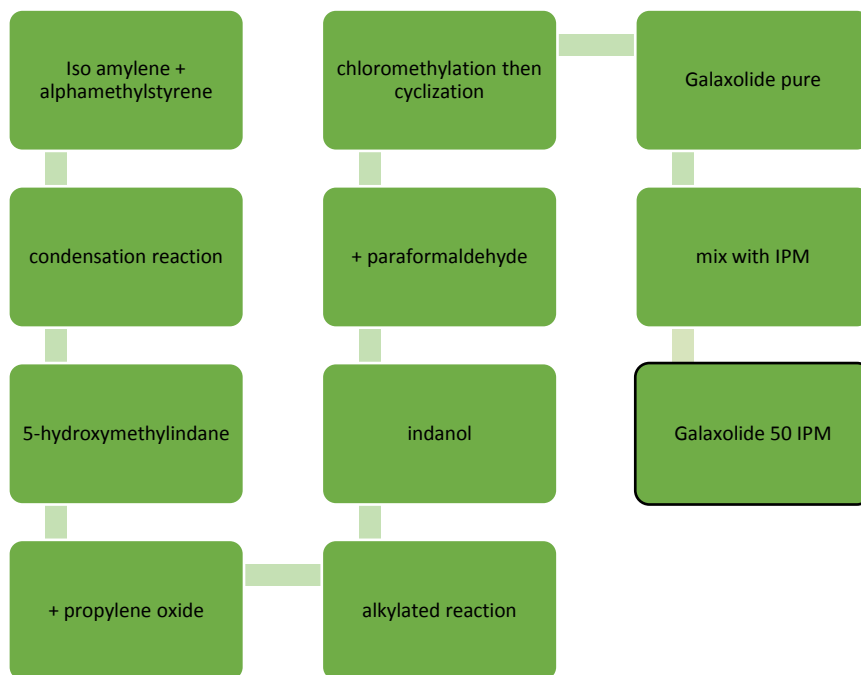 Iso amylene +
alphamethylstyrene
condensation reaction
5-hydroxymethylindane
+ propylene oxide
alkylated reaction
indanol
+ paraformaldehyde
chloromethylation then
cyclization
Galaxolide pure
mix with IPM
Galaxolide 50 IPM